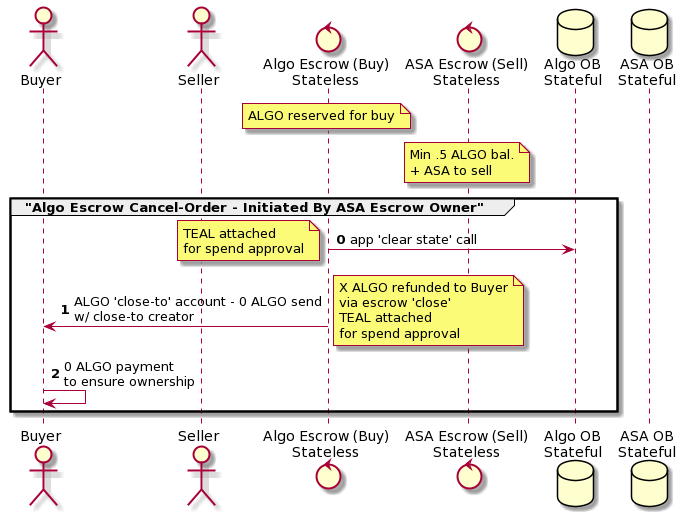 Buyer
Seller
Algo Escrow (Buy)
Stateless
ASA Escrow (Sell)
Stateless
Algo OB
Stateful
ASA OB
Stateful
ALGO reserved for buy
Min .5 ALGO bal.
+ ASA to sell
"Algo Escrow Cancel-Order - Initiated By ASA Escrow Owner"
TEAL attached
for spend approval
0 app 'clear state' call
X ALGO refunded to Buyer
via escrow 'close'
TEAL attached
for spend approval
1 ALGO 'close-to' account - 0 ALGO send
w/ close-to creator
2 0 ALGO payment
to ensure ownership
Buyer
Seller
Algo Escrow (Buy)
Stateless
ASA Escrow (Sell)
Stateless
Algo OB
Stateful
ASA OB
Stateful